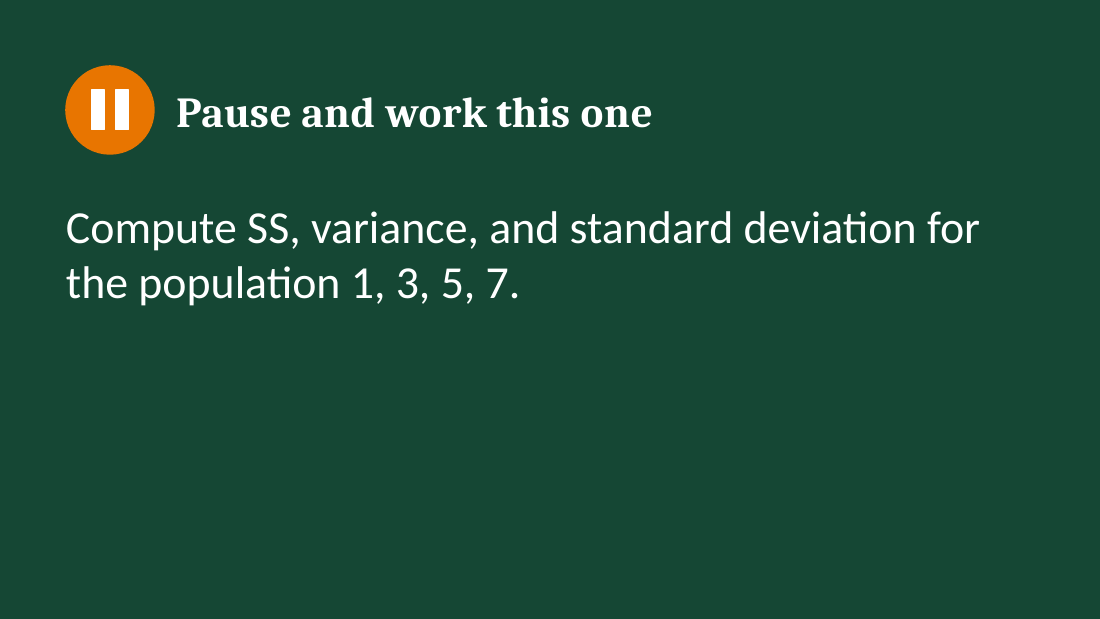 Pause and work this one
Compute SS, variance, and standard deviation for
the population 1, 3, 5, 7.